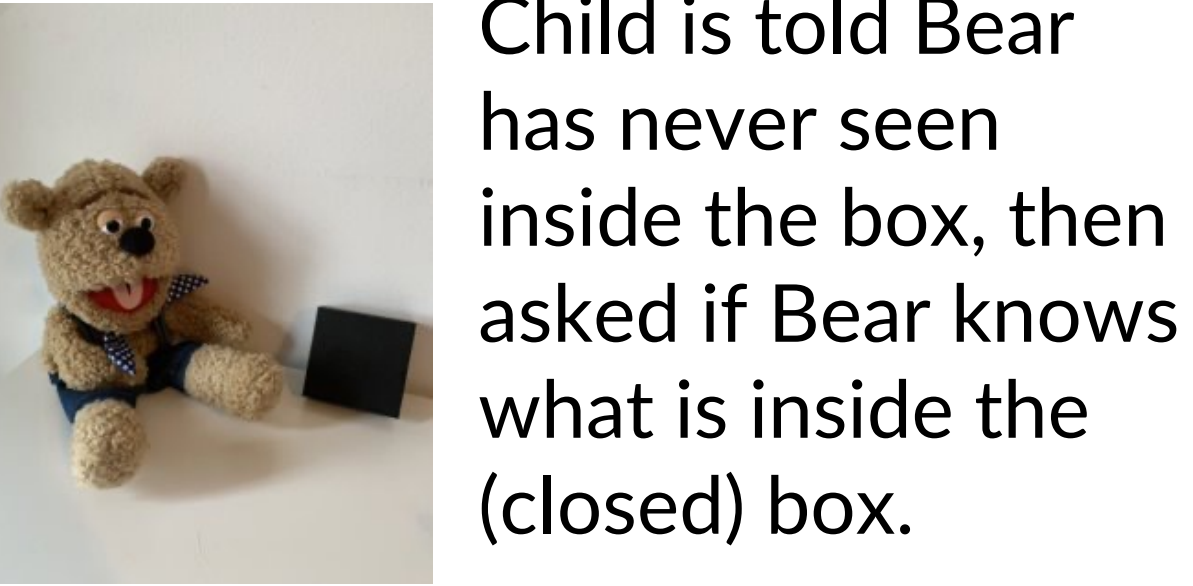 Child is told Bear
has never seen
inside the box, then
asked if Bear knows
what is inside the
(closed) box.